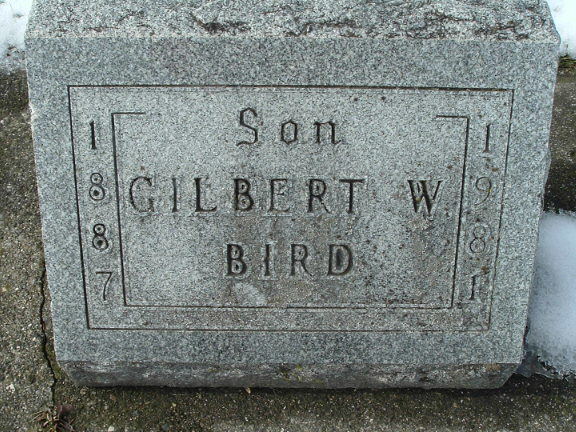 Son
GILBERT W.
BIRD
1887
1981